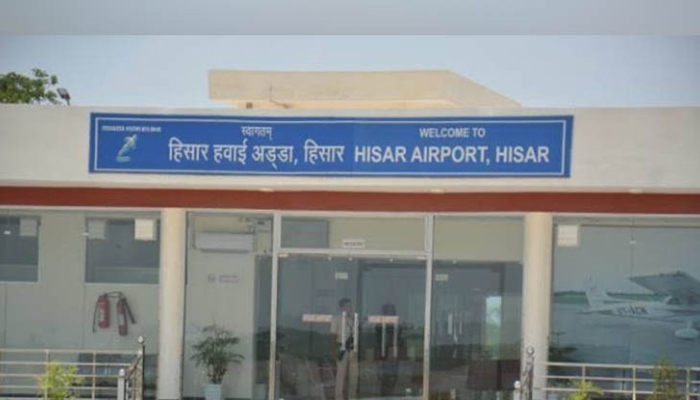 स्वागतम्
हिसार हवाई अड्डा, हिसार
WELCOME TO
HISAR AIRPORT, HISAR